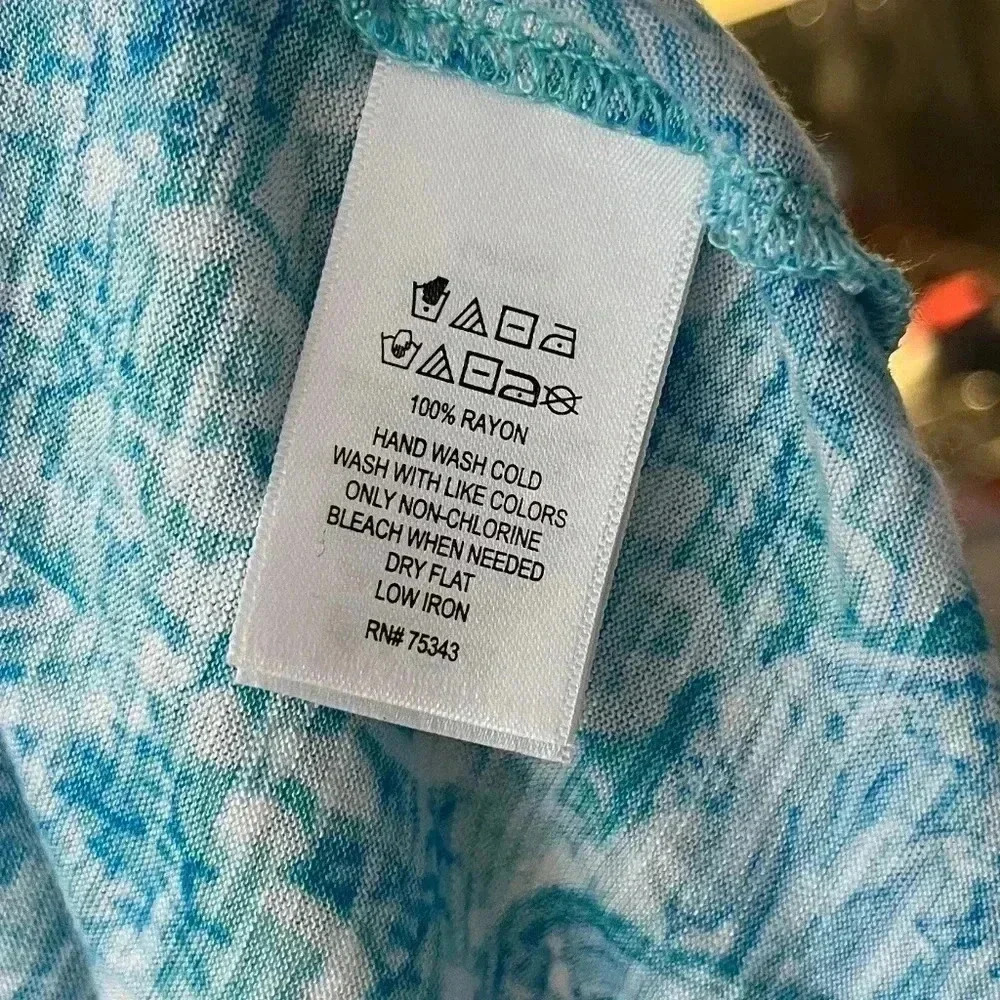 100% RAYON
HAND WASH COLD
WASH WITH LIKE COLORS
ONLY NON-CHLORINE
BLEACH WHEN NEEDED
DRY FLAT
LOW IRON
RN# 75343